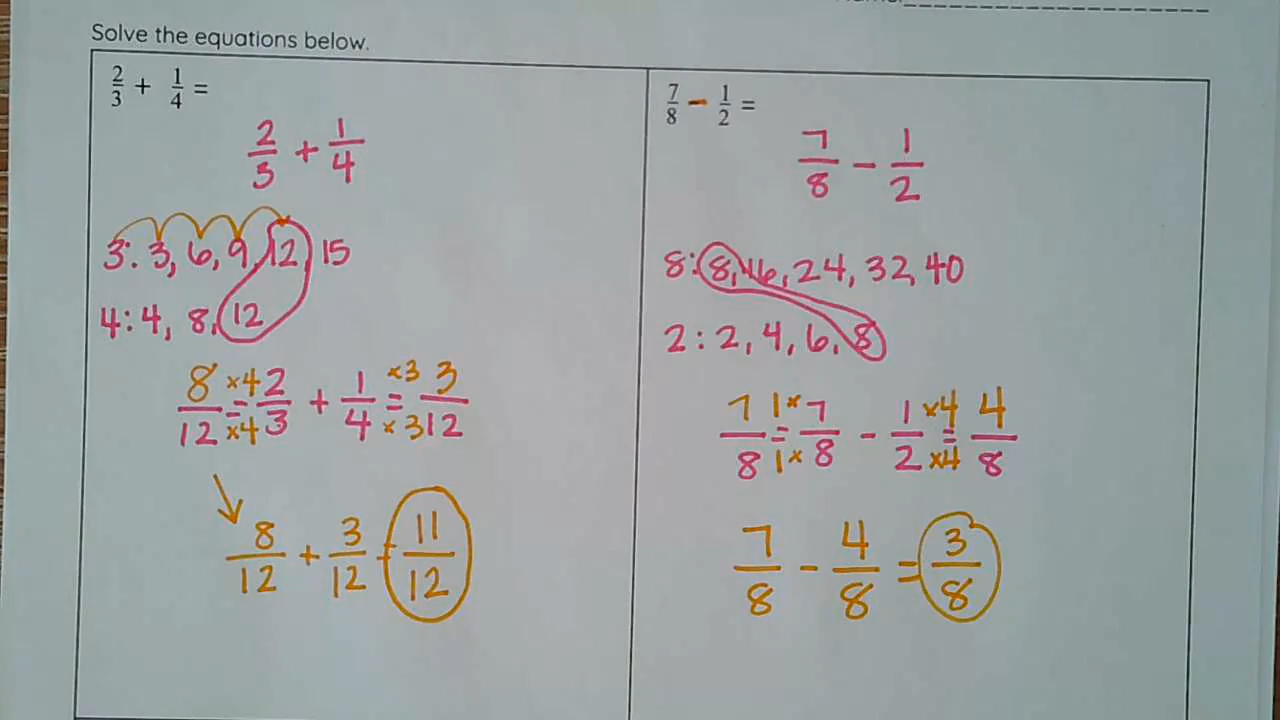 Name:
Solve the equations below.
2/3 + 1/4 =
2/3 + 1/4
3: 3, 6, 9, 12, 15
4: 4, 8, 12
8/12 = ×4 ×4 2/3 + 1/4 ×3 = ×3 3/12
8/12 + 3/12 = 11/12
7/8 - 1/2 =
7/8 - 1/2
8: 8, 16, 24, 32, 40
2: 2, 4, 6, 8
7/8 = 1× 1× 7/8 - 1/2 ×4 = ×4 4/8
7/8 - 4/8 = 3/8